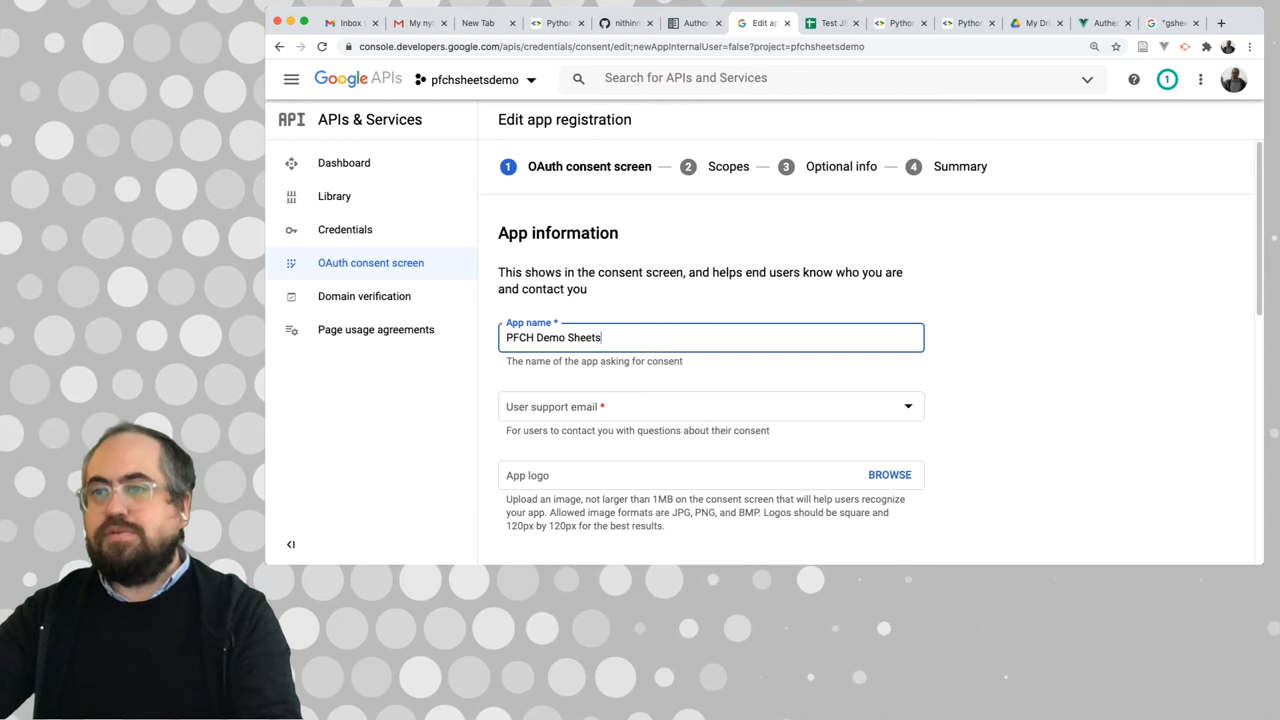 Inbox
My ny
New Tab
Python
nithinm
Author
Edit ap
Test JS
Python
Python
My Dri
Authe
"gshee
console.developers.google.com/apis/credentials/consent/edit;newAppInternalUser=false?project=pfchsheetsdemo
Google APIs
pfchsheetsdemo
Search for APIs and Services
1
API APIs & Services
Edit app registration
Dashboard
Library
Credentials
OAuth consent screen
Domain verification
Page usage agreements
1 OAuth consent screen — 2 Scopes — 3 Optional info — 4 Summary
App information
This shows in the consent screen, and helps end users know who you are
and contact you
App name *
PFCH Demo Sheets
The name of the app asking for consent
User support email *
For users to contact you with questions about their consent
App logo
BROWSE
Upload an image, not larger than 1MB on the consent screen that will help users recognize
your app. Allowed image formats are JPG, PNG, and BMP. Logos should be square and
120px by 120px for the best results.